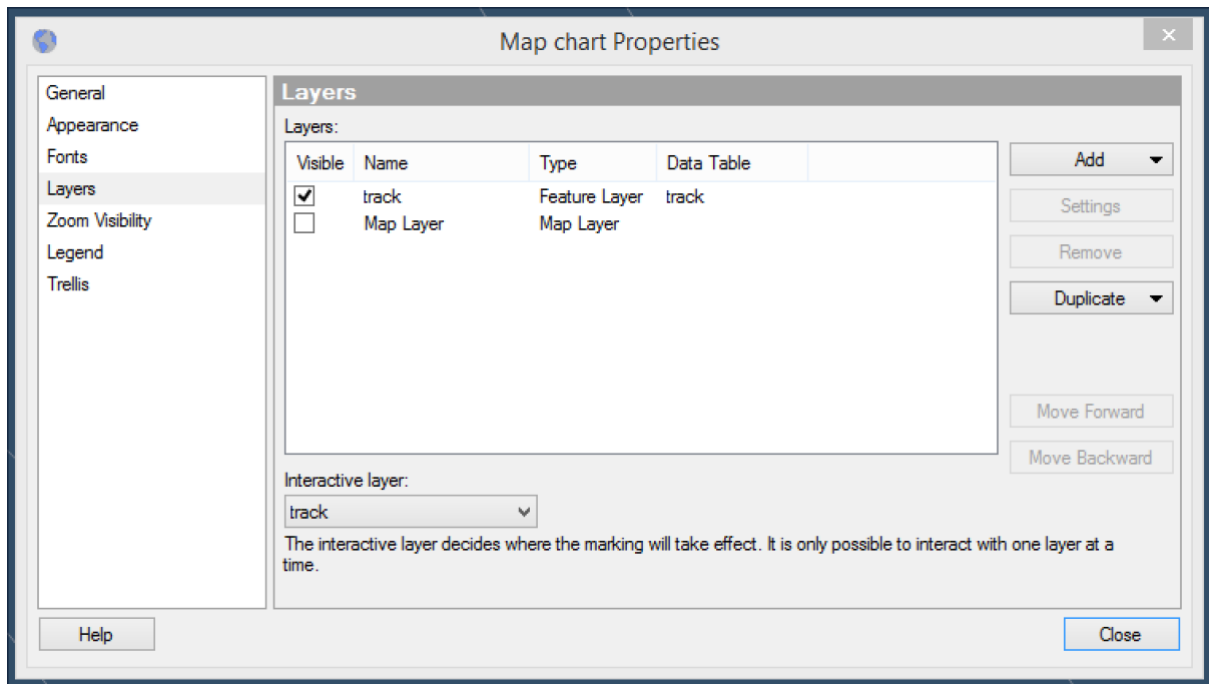 Map chart Properties
General
Appearance
Fonts
Layers
Zoom Visibility
Legend
Trellis
Layers
Layers:
Visible Name Type Data Table
track Feature Layer track
Map Layer Map Layer
Add
Settings
Remove
Duplicate
Move Forward
Move Backward
Interactive layer:
track
The interactive layer decides where the marking will take effect. It is only possible to interact with one layer at a
time.
Help
Close